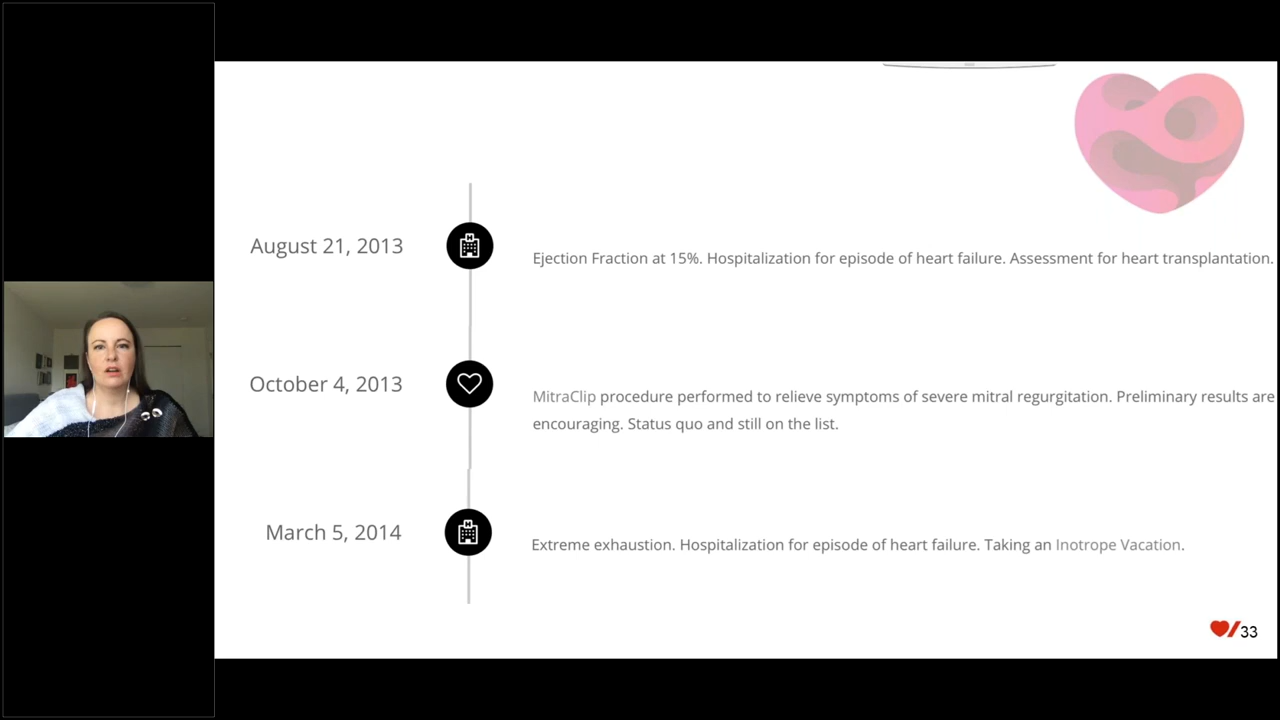 August 21, 2013
Ejection Fraction at 15%. Hospitalization for episode of heart failure. Assessment for heart transplantation.
October 4, 2013
MitraClip procedure performed to relieve symptoms of severe mitral regurgitation. Preliminary results are
encouraging. Status quo and still on the list.
March 5, 2014
Extreme exhaustion. Hospitalization for episode of heart failure. Taking an Inotrope Vacation.
33